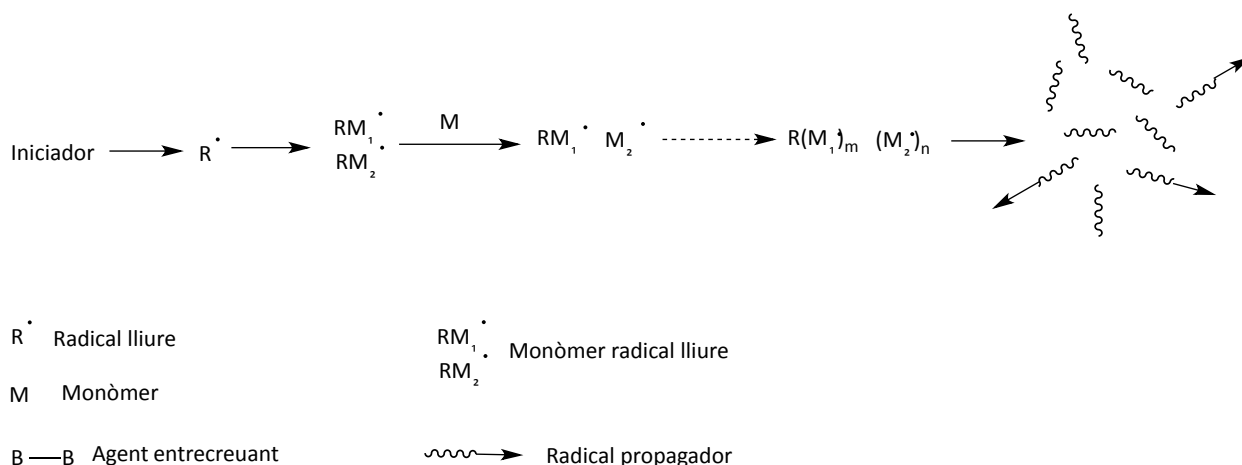 Iniciador R• RM₁• RM₂• M RM₁• M₂• R(M₁•)ₘ (M₂•)ₙ
R• Radical lliure
RM₁• RM₂• Monòmer radical lliure
M Monòmer
B—B Agent entrecreuant
Radical propagador